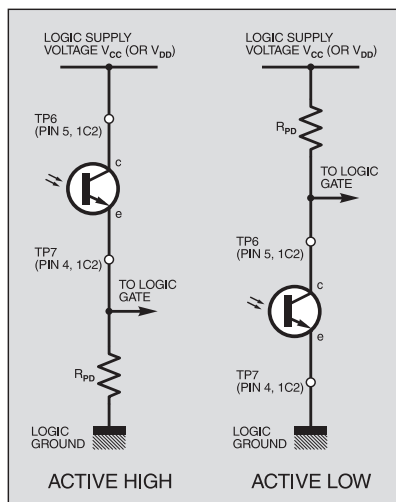 LOGIC SUPPLY
VOLTAGE VCC (OR VDD)
TP6
(PIN 5, 1C2)
c
e
TP7
(PIN 4, 1C2)
TO LOGIC
GATE
RPD
LOGIC
GROUND
ACTIVE HIGH
LOGIC SUPPLY
VOLTAGE VCC (OR VDD)
RPD
TO LOGIC
GATE
TP6
(PIN 5, 1C2)
c
e
TP7
(PIN 4, 1C2)
LOGIC
GROUND
ACTIVE LOW